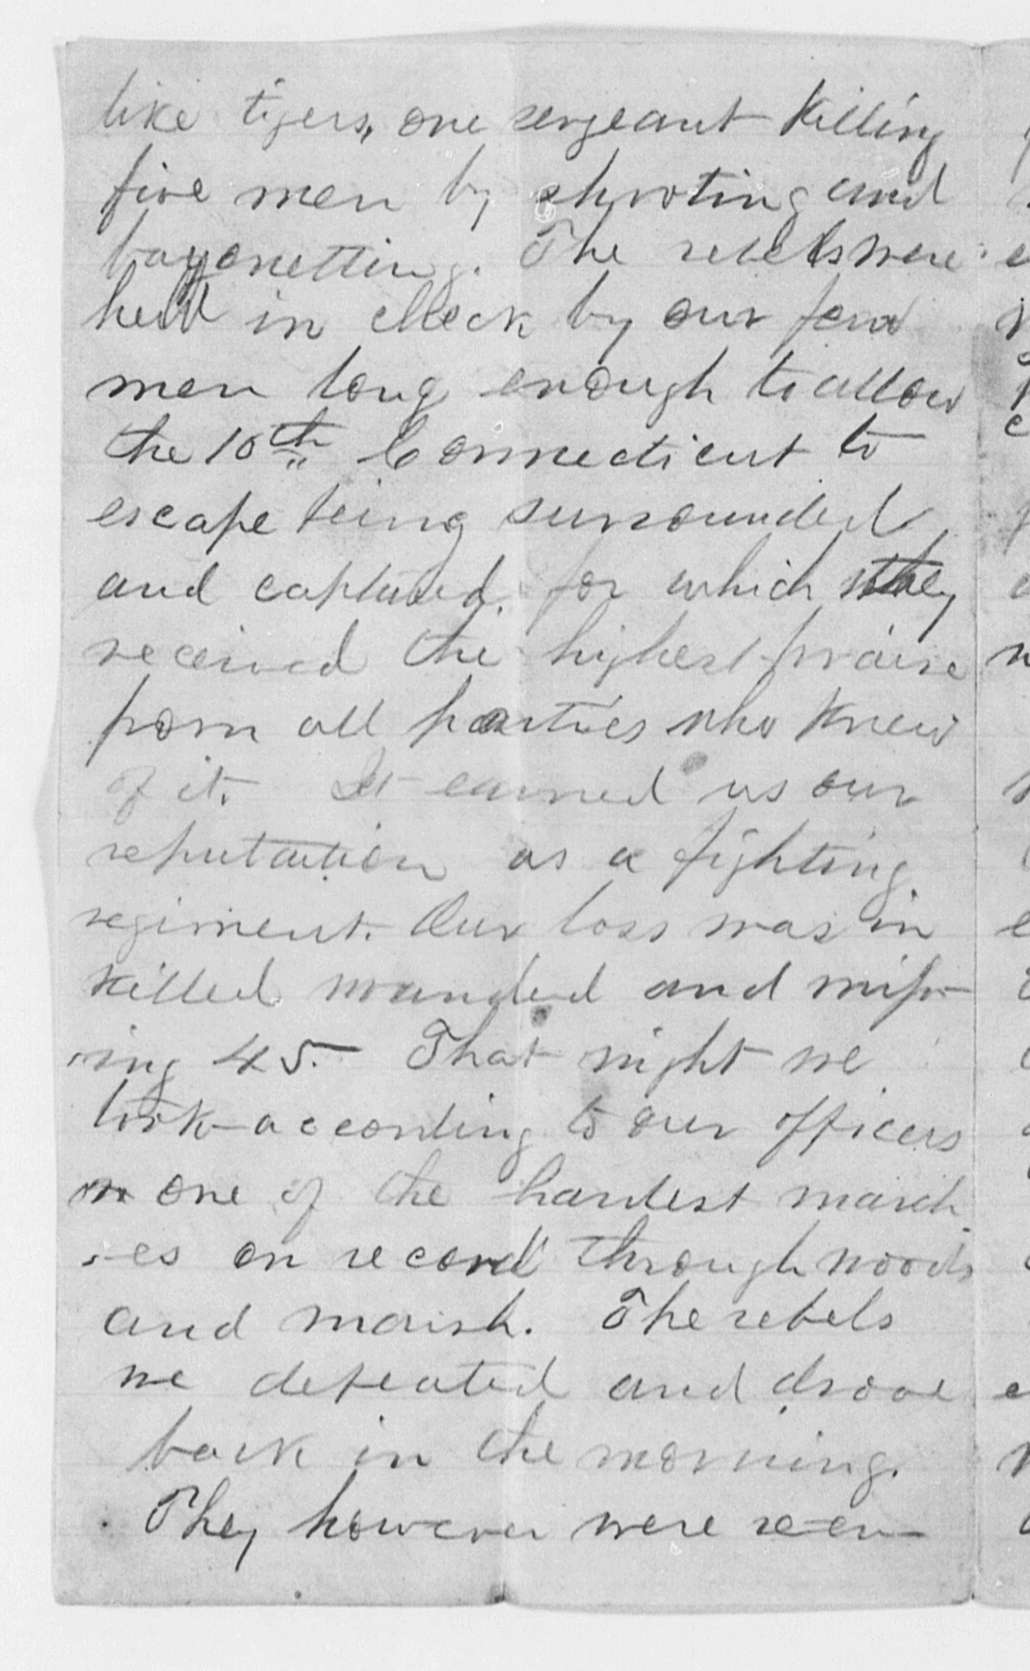 like tigers, one sergeant killing
five men by shooting and
bayonetting. The rebels were
held in check by our few
men long enough to allow
the 10th Connecticut to
escape being surrounded
and captured. for which they
received the highest praise
from all parties who knew
of it. It earned us our
reputation as a fighting
regiment. Our loss was in
killed wounded and miss-
ing 45. That night we
took according to our officers
one of the hardest march
-es on record through woods
and marsh. The rebels
we defeated and drove
back in the morning.
They however were re-en-